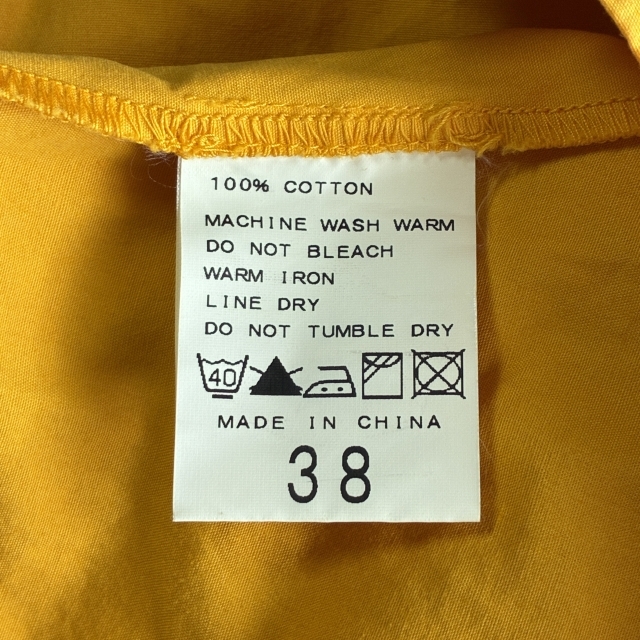 100% COTTON
MACHINE WASH WARM
DO NOT BLEACH
WARM IRON
LINE DRY
DO NOT TUMBLE DRY
40
MADE IN CHINA
38